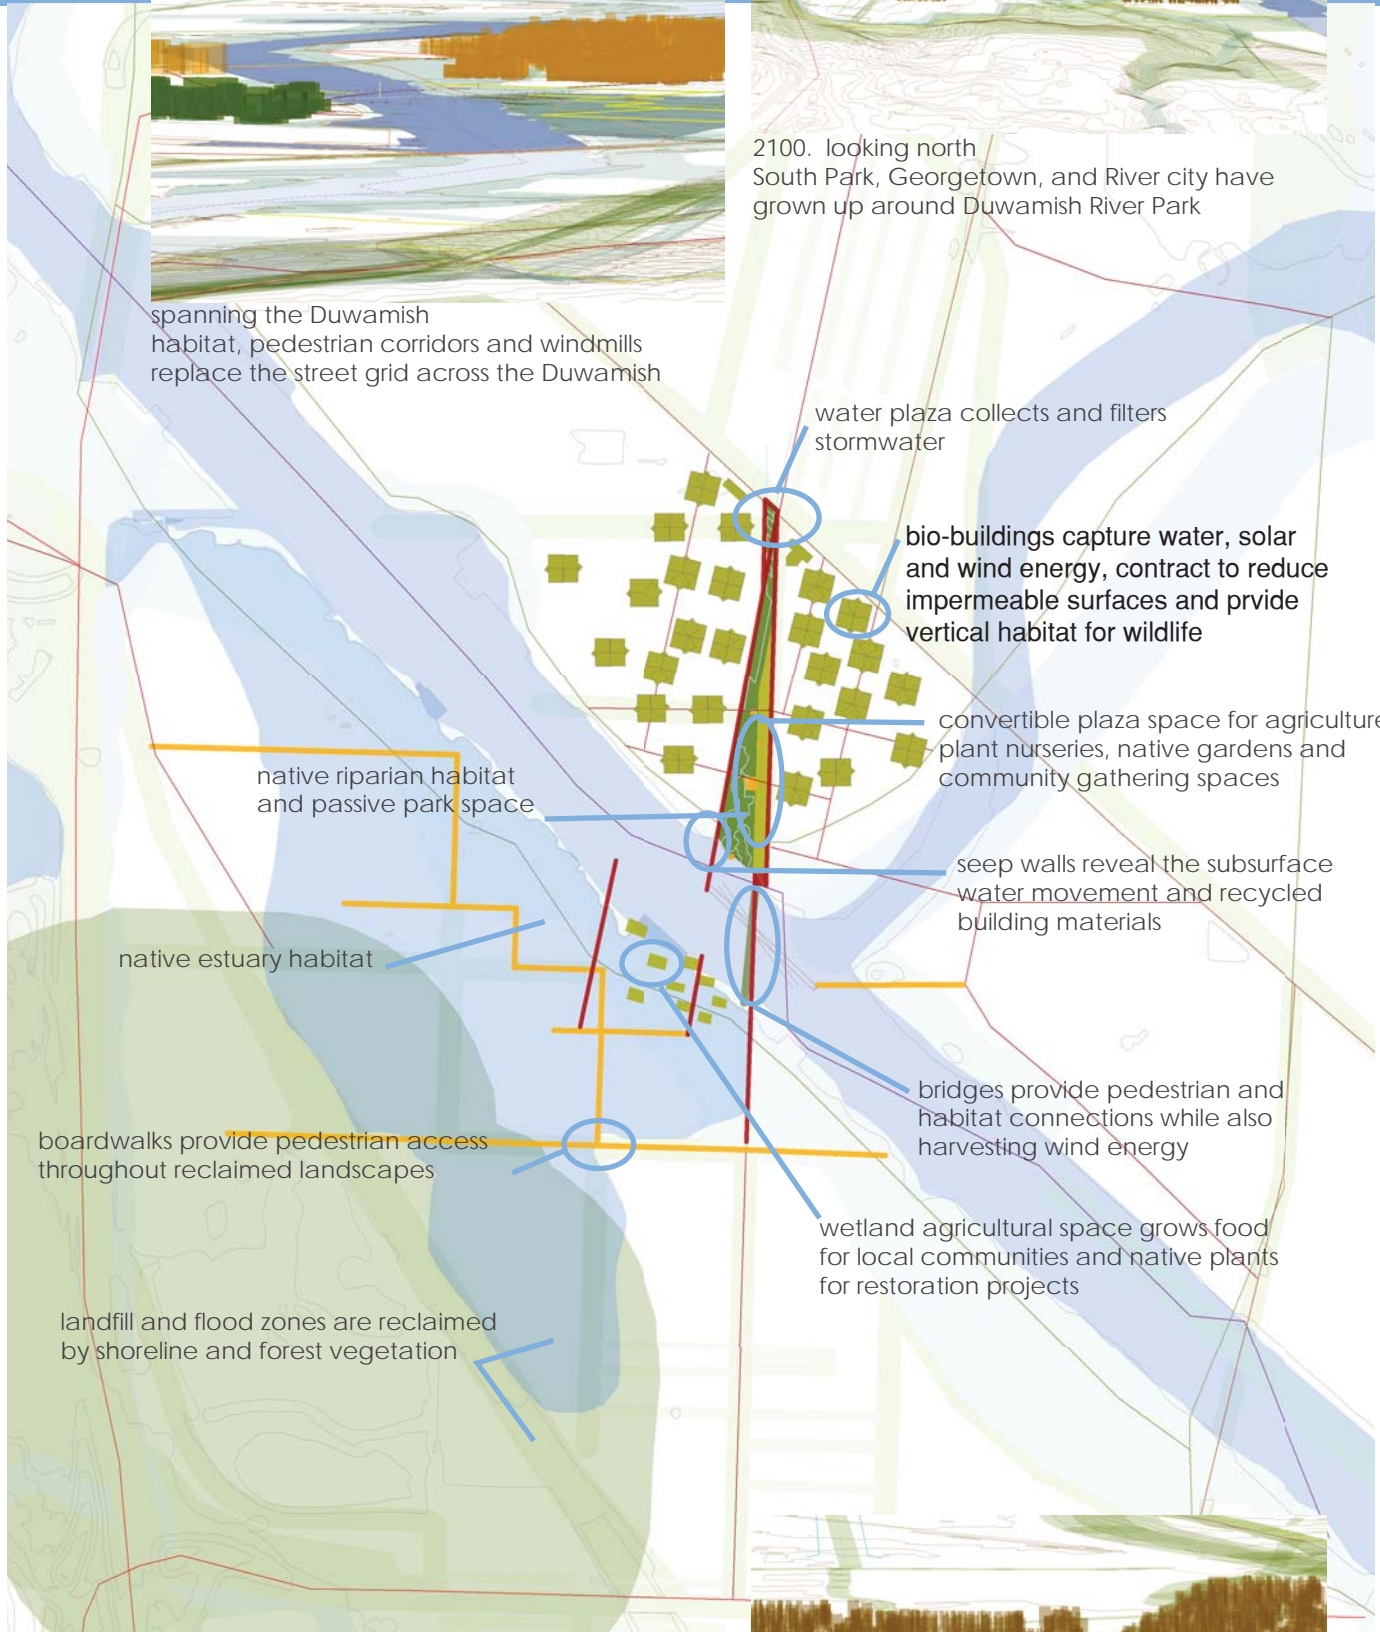 2100. looking north
South Park, Georgetown, and River city have
grown up around Duwamish River Park
spanning the Duwamish
habitat, pedestrian corridors and windmills
replace the street grid across the Duwamish
water plaza collects and filters
stormwater
bio-buildings capture water, solar
and wind energy, contract to reduce
impermeable surfaces and prvide
vertical habitat for wildlife
convertible plaza space for agriculture
plant nurseries, native gardens and
community gathering spaces
native riparian habitat
and passive park space
seep walls reveal the subsurface
water movement and recycled
building materials
native estuary habitat
bridges provide pedestrian and
habitat connections while also
harvesting wind energy
boardwalks provide pedestrian access
throughout reclaimed landscapes
wetland agricultural space grows food
for local communities and native plants
for restoration projects
landfill and flood zones are reclaimed
by shoreline and forest vegetation